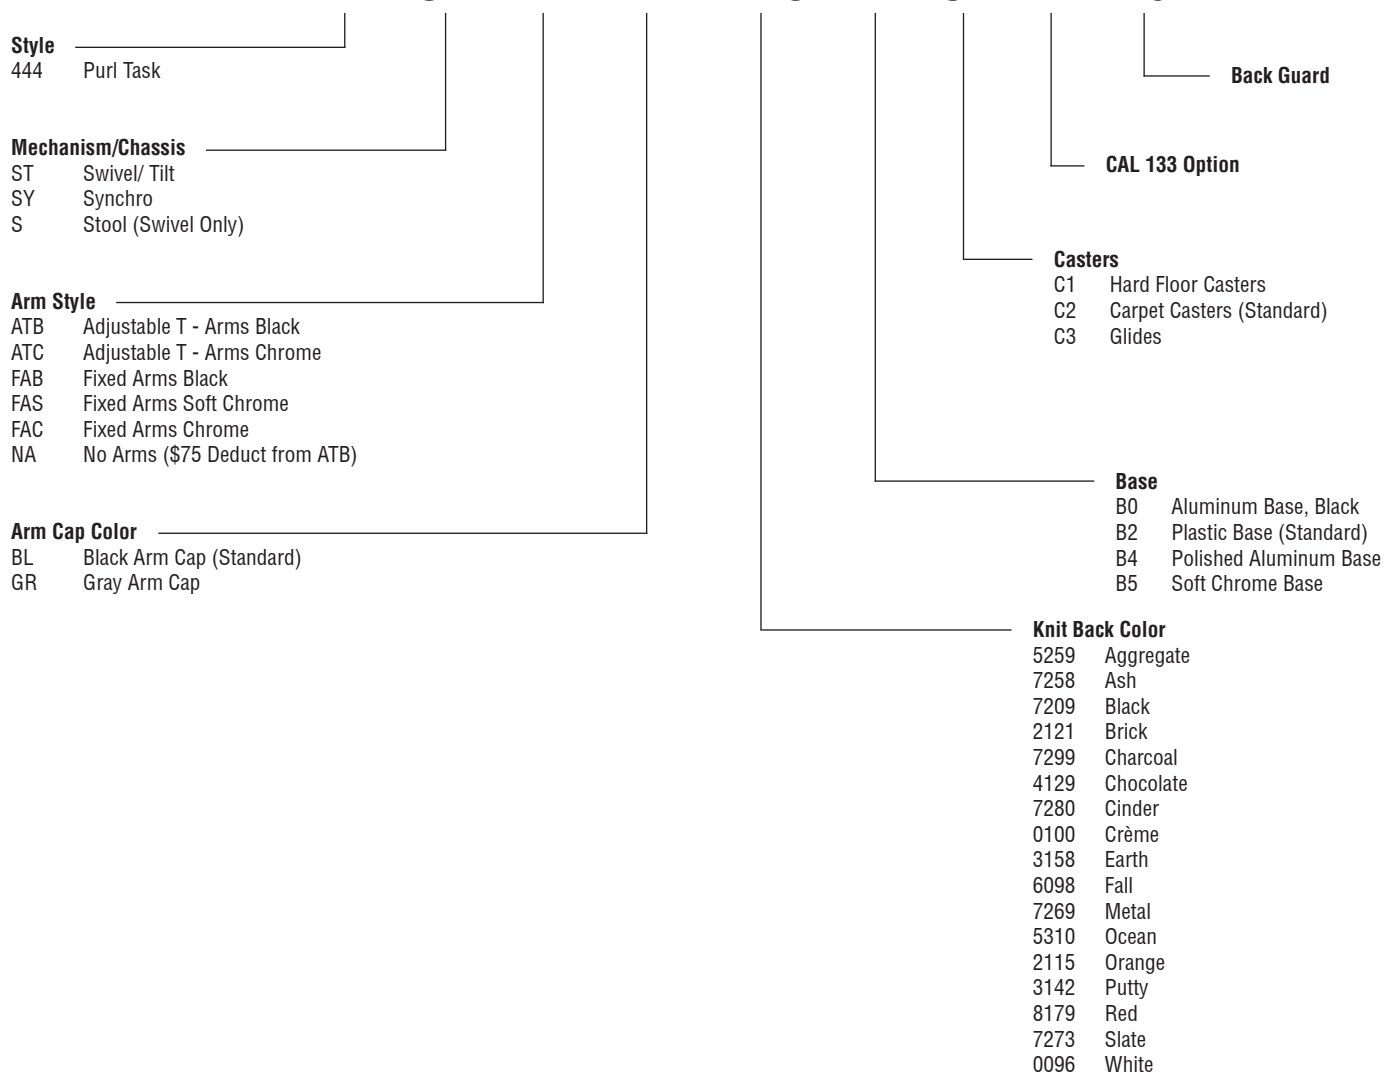 Style
444 Purl Task
Mechanism/Chassis
ST Swivel/ Tilt
SY Synchro
S Stool (Swivel Only)
Arm Style
ATB Adjustable T - Arms Black
ATC Adjustable T - Arms Chrome
FAB Fixed Arms Black
FAS Fixed Arms Soft Chrome
FAC Fixed Arms Chrome
NA No Arms ($75 Deduct from ATB)
Arm Cap Color
BL Black Arm Cap (Standard)
GR Gray Arm Cap
Back Guard
CAL 133 Option
Casters
C1 Hard Floor Casters
C2 Carpet Casters (Standard)
C3 Glides
Base
B0 Aluminum Base, Black
B2 Plastic Base (Standard)
B4 Polished Aluminum Base
B5 Soft Chrome Base
Knit Back Color
5259 Aggregate
7258 Ash
7209 Black
2121 Brick
7299 Charcoal
4129 Chocolate
7280 Cinder
0100 Crème
3158 Earth
6098 Fall
7269 Metal
5310 Ocean
2115 Orange
3142 Putty
8179 Red
7273 Slate
0096 White